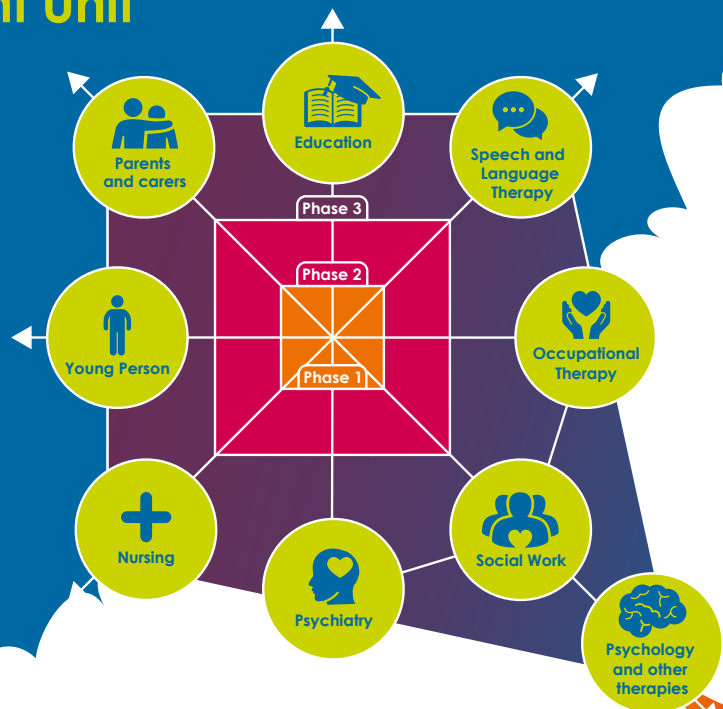 Education
Parents
and carers
Speech and
Language
Therapy
Phase 3
Phase 2
Young Person
Occupational
Therapy
Phase 1
Nursing
Social Work
Psychiatry
Psychology
and other
therapies